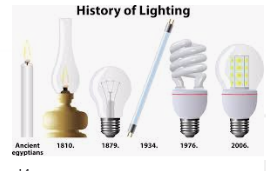 History of Lighting
Ancient egyptians 1810. 1879. 1934. 1976. 2006.